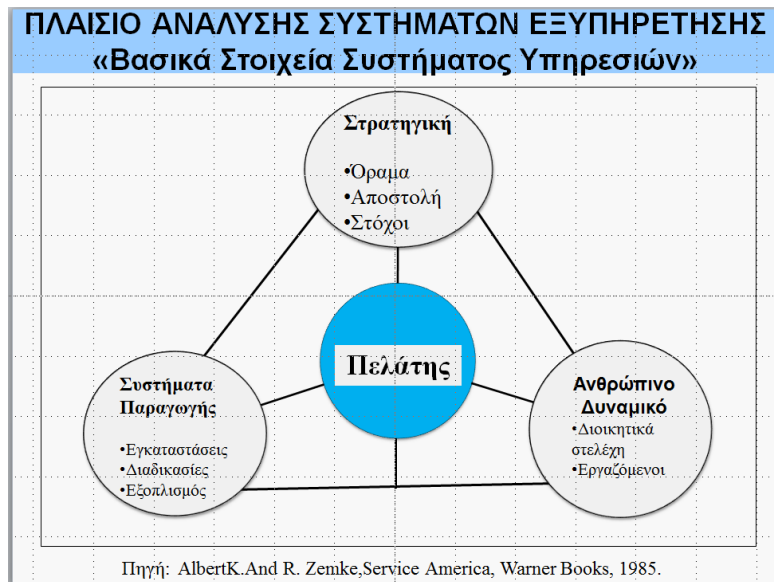 ΠΛΑΙΣΙΟ ΑΝΑΛΥΣΗΣ ΣΥΣΤΗΜΑΤΩΝ ΕΞΥΠΗΡΕΤΗΣΗΣ
«Βασικά Στοιχεία Συστήματος Υπηρεσιών»
Στρατηγική
•Όραμα
•Αποστολή
•Στόχοι
Πελάτης
Συστήματα
Παραγωγής
•Εγκαταστάσεις
•Διαδικασίες
•Εξοπλισμός
Ανθρώπινο
Δυναμικό
•Διοικητικά
στελέχη
•Εργαζόμενοι
Πηγή: AlbertK.And R. Zemke,Service America, Warner Books, 1985.